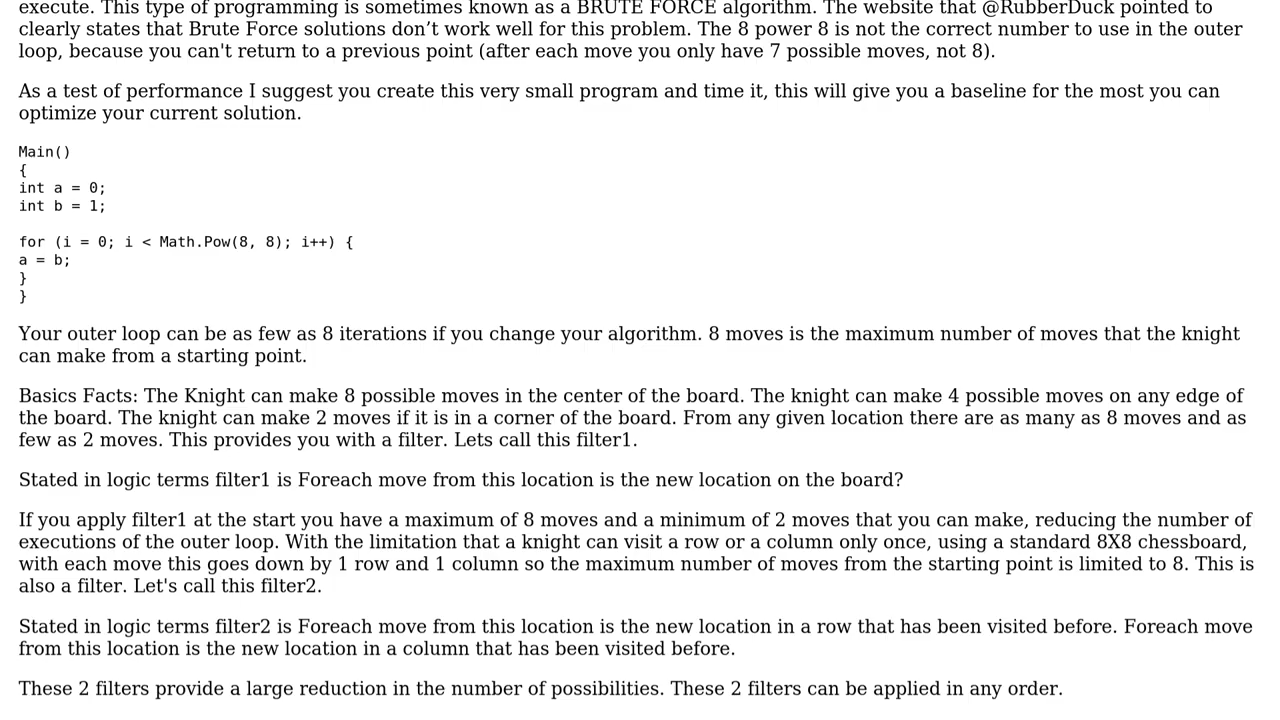 execute. This type of programming is sometimes known as a BRUTE FORCE algorithm. The website that @RubberDuck pointed to
clearly states that Brute Force solutions don’t work well for this problem. The 8 power 8 is not the correct number to use in the outer
loop, because you can't return to a previous point (after each move you only have 7 possible moves, not 8).
As a test of performance I suggest you create this very small program and time it, this will give you a baseline for the most you can
optimize your current solution.
Main()
{
int a = 0;
int b = 1;
for (i = 0; i < Math.Pow(8, 8); i++) {
a = b;
}
}
Your outer loop can be as few as 8 iterations if you change your algorithm. 8 moves is the maximum number of moves that the knight
can make from a starting point.
Basics Facts: The Knight can make 8 possible moves in the center of the board. The knight can make 4 possible moves on any edge of
the board. The knight can make 2 moves if it is in a corner of the board. From any given location there are as many as 8 moves and as
few as 2 moves. This provides you with a filter. Lets call this filter1.
Stated in logic terms filter1 is Foreach move from this location is the new location on the board?
If you apply filter1 at the start you have a maximum of 8 moves and a minimum of 2 moves that you can make, reducing the number of
executions of the outer loop. With the limitation that a knight can visit a row or a column only once, using a standard 8X8 chessboard,
with each move this goes down by 1 row and 1 column so the maximum number of moves from the starting point is limited to 8. This is
also a filter. Let's call this filter2.
Stated in logic terms filter2 is Foreach move from this location is the new location in a row that has been visited before. Foreach move
from this location is the new location in a column that has been visited before.
These 2 filters provide a large reduction in the number of possibilities. These 2 filters can be applied in any order.